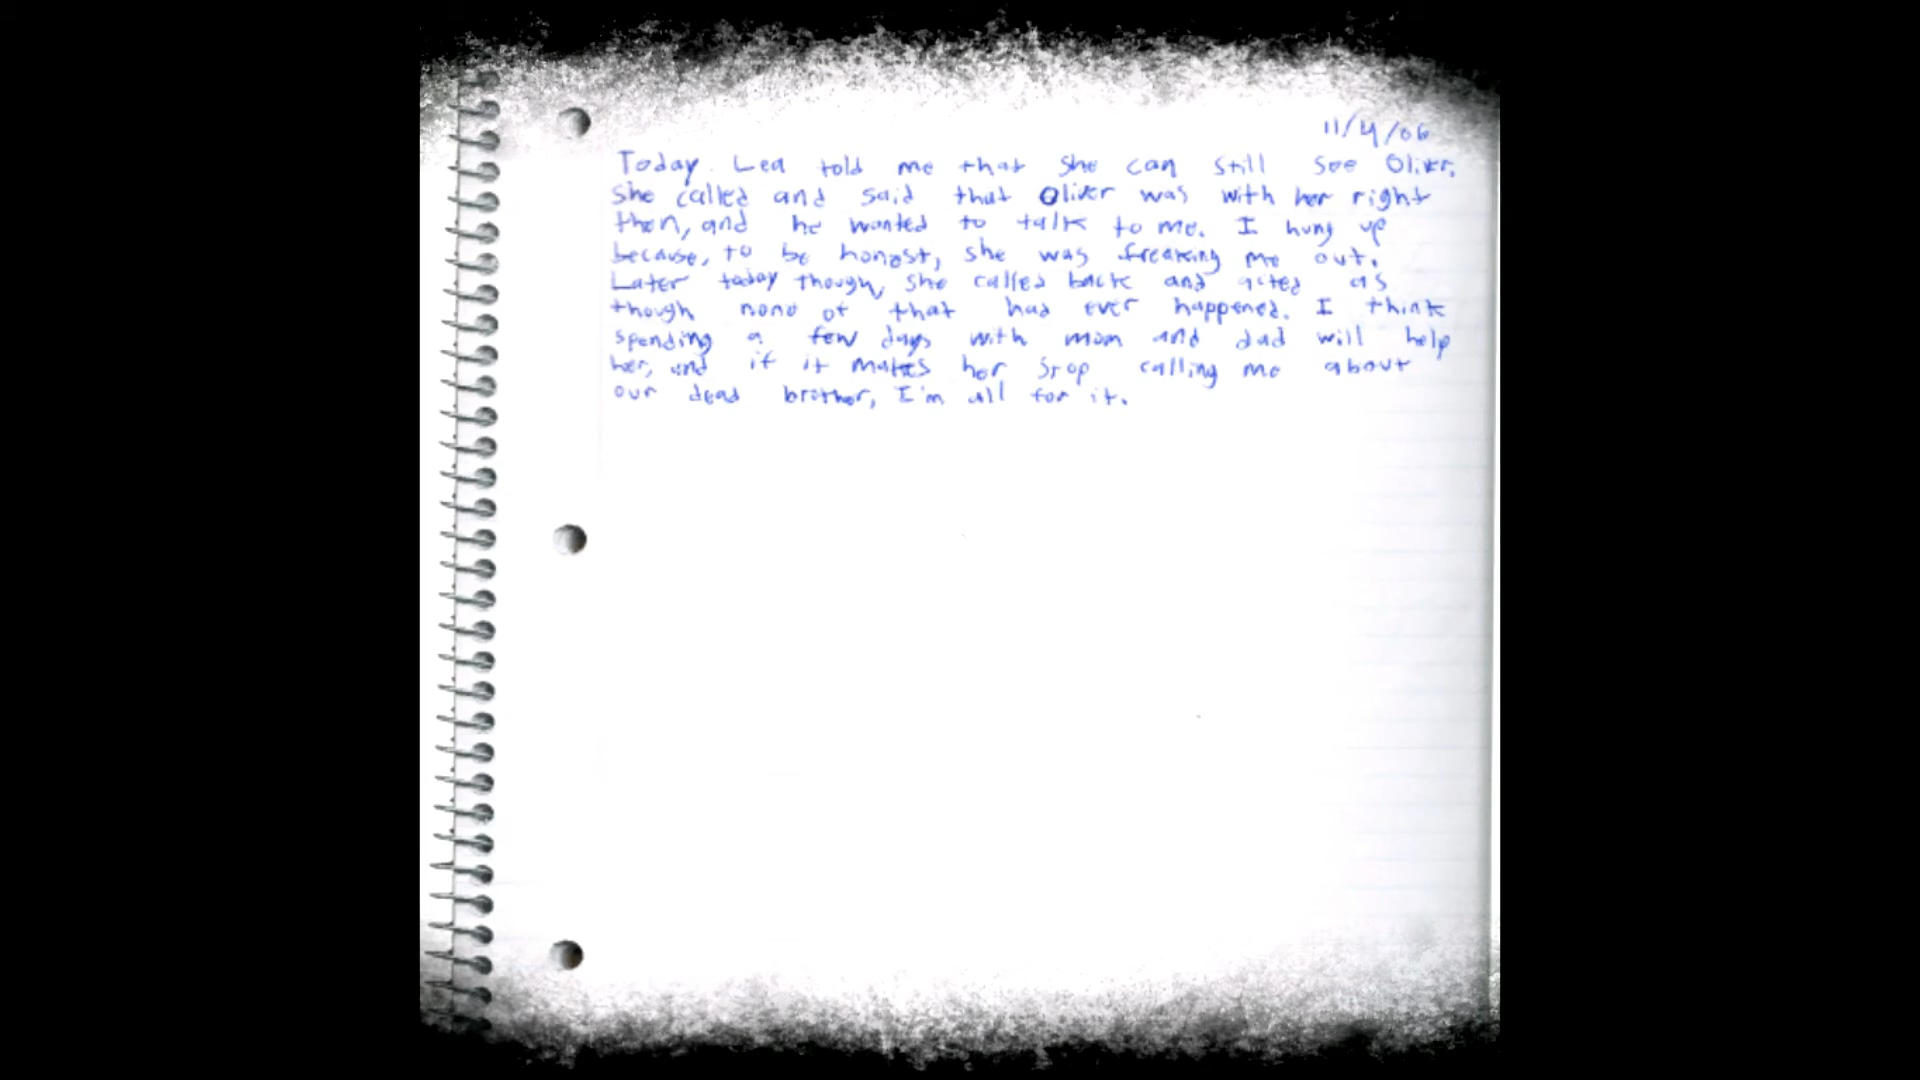 11/4/06
Today Lea told me that she can still see Oliver.
She called and said that Oliver was with her right
then, and he wanted to talk to me. I hung up
because, to be honest, she was freaking me out.
Later today though, she called back and acted as
though none of that had ever happened. I think
spending a few days with mom and dad will help
her, and if it makes her stop calling me about
our dead brother, I'm all for it.